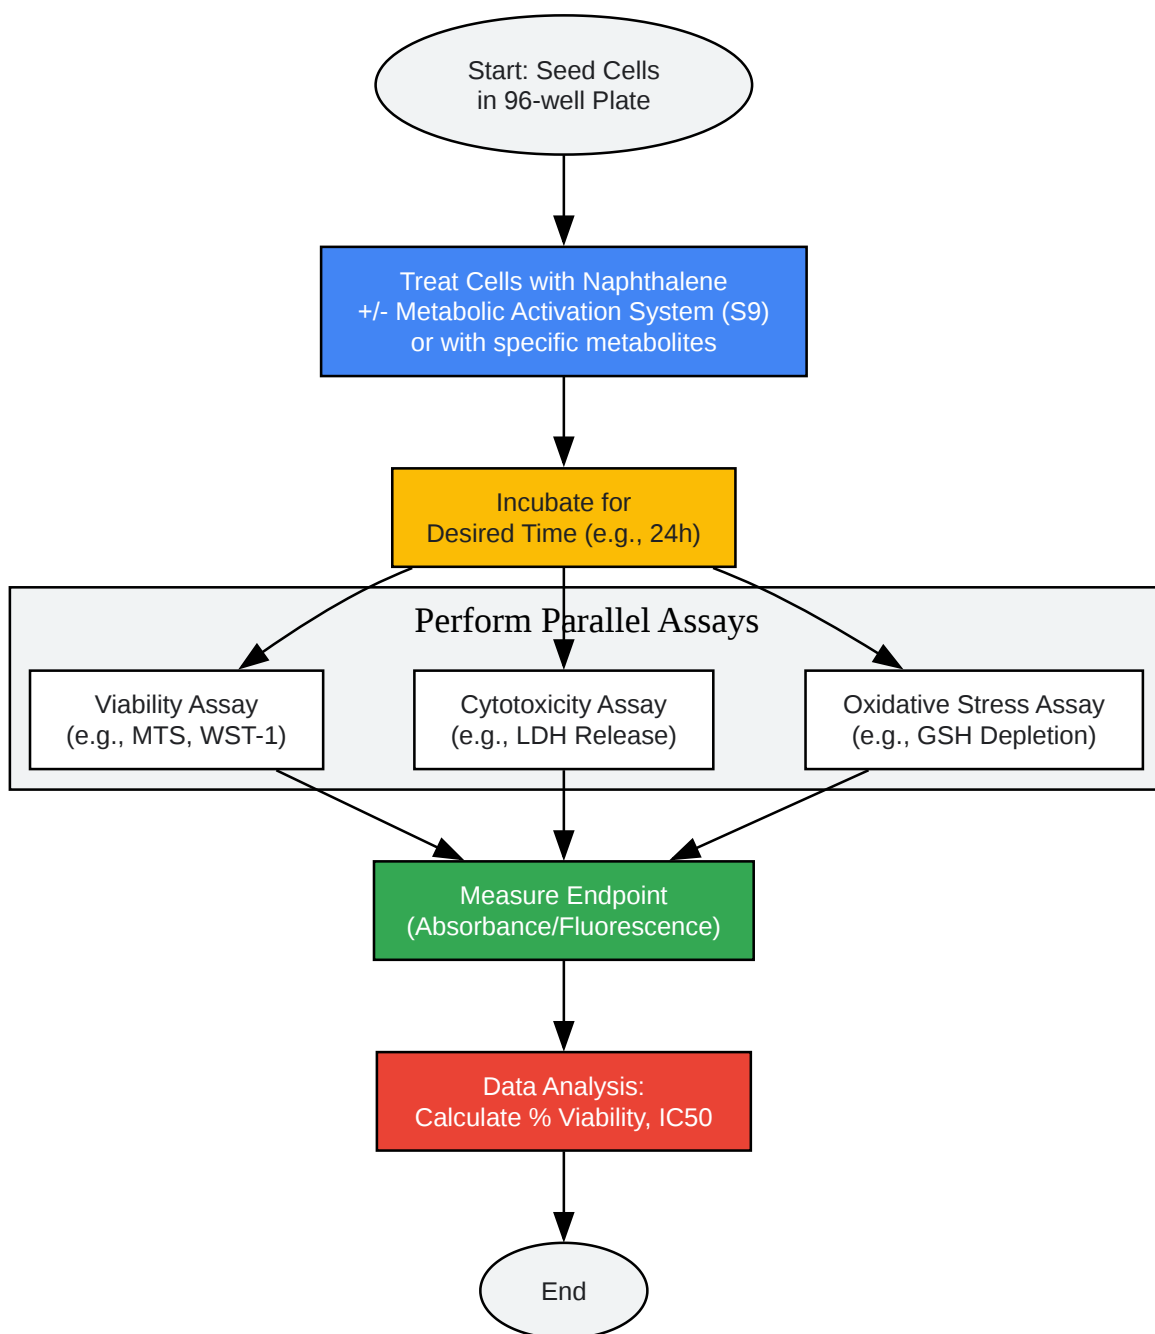 Start: Seed Cells
in 96-well Plate
Treat Cells with Naphthalene
+/- Metabolic Activation System (S9)
or with specific metabolites
Incubate for
Desired Time (e.g., 24h)
Perform Parallel Assays
Viability Assay
(e.g., MTS, WST-1)
Cytotoxicity Assay
(e.g., LDH Release)
Oxidative Stress Assay
(e.g., GSH Depletion)
Measure Endpoint
(Absorbance/Fluorescence)
Data Analysis:
Calculate % Viability, IC50
End